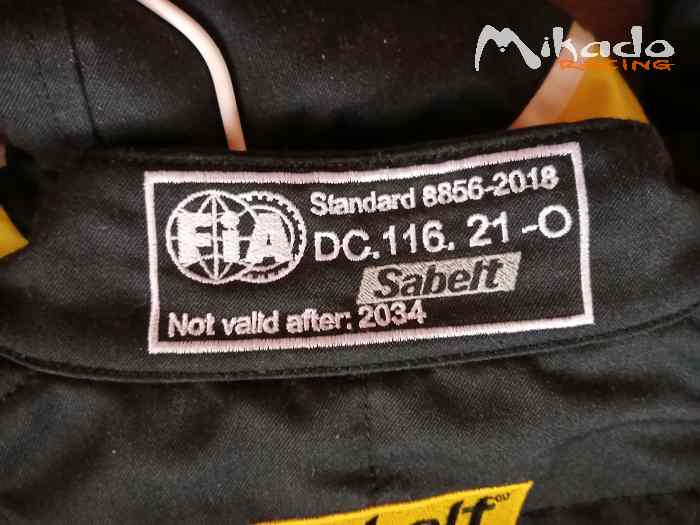 Mikado
RACING
FiA
Standard 8856-2018
DC.116. 21-O
Sabelt
Not valid after: 2034